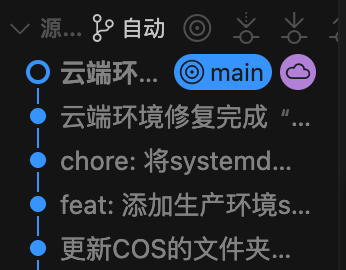 源... 自动
云端环... main
云端环境修复完成 “...
chore: 将systemd...
feat: 添加生产环境s...
更新COS的文件夹...